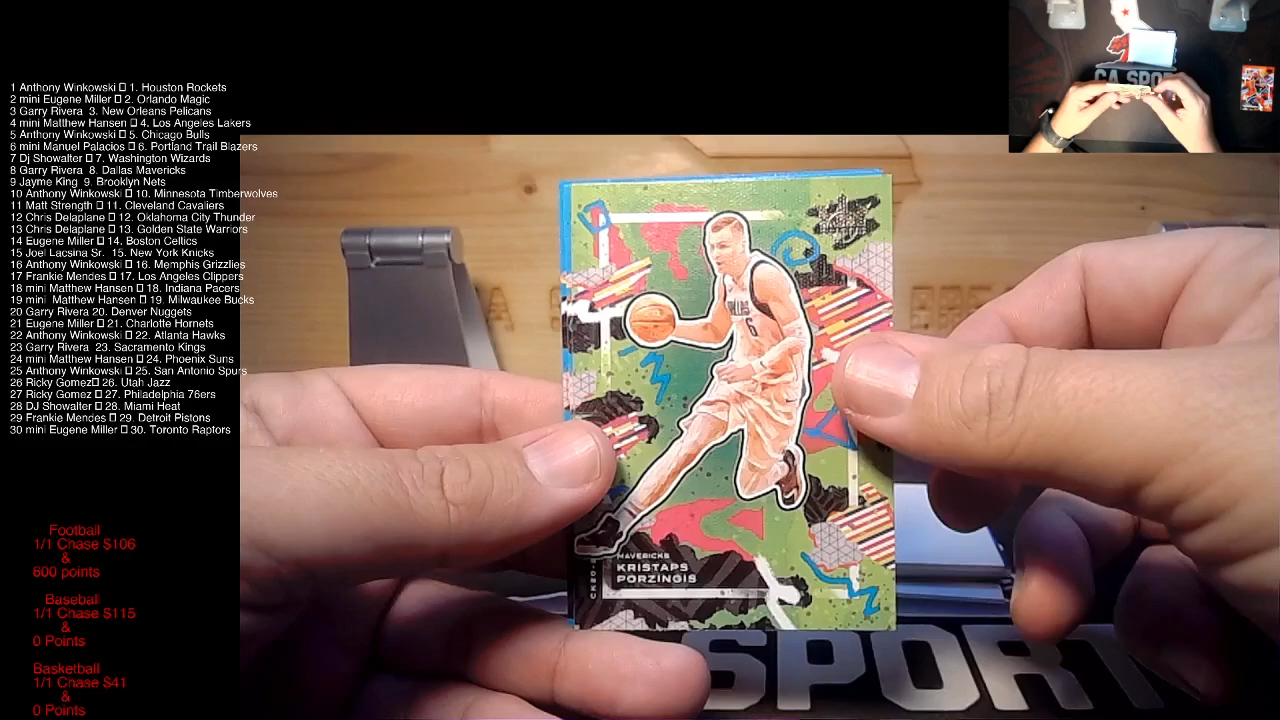 1 Anthony Winkowski 1. Houston Rockets
2 mini Eugene Miller 2. Orlando Magic
3 Garry Rivera 3. New Orleans Pelicans
4 mini Matthew Hansen 4. Los Angeles Lakers
5 Anthony Winkowski 5. Chicago Bulls
6 mini Manuel Palacios 6. Portland Trail Blazers
7 Dj Showalter 7. Washington Wizards
8 Garry Rivera 8. Dallas Mavericks
9 Jayme King 9. Brooklyn Nets
10 Anthony Winkowski 10. Minnesota Timberwolves
11 Matt Strength 11. Cleveland Cavaliers
12 Chris Delaplane 12. Oklahoma City Thunder
13 Chris Delaplane 13. Golden State Warriors
14 Eugene Miller 14. Boston Celtics
15 Joel Lacsina Sr. 15. New York Knicks
16 Anthony Winkowski 16. Memphis Grizzlies
17 Frankie Mendes 17. Los Angeles Clippers
18 mini Matthew Hansen 18. Indiana Pacers
19 mini Matthew Hansen 19. Milwaukee Bucks
20 Garry Rivera 20. Denver Nuggets
21 Eugene Miller 21. Charlotte Hornets
22 Anthony Winkowski 22. Atlanta Hawks
23 Garry Rivera 23. Sacramento Kings
24 mini Matthew Hansen 24. Phoenix Suns
25 Anthony Winkowski 25. San Antonio Spurs
26 Ricky Gomez 26. Utah Jazz
27 Ricky Gomez 27. Philadelphia 76ers
28 DJ Showalter 28. Miami Heat
29 Frankie Mendes 29. Detroit Pistons
30 mini Eugene Miller 30. Toronto Raptors
Football
1/1 Chase $106
&
600 points
Baseball
1/1 Chase $115
&
0 Points
Basketball
1/1 Chase $41
&
0 Points
CA SPOR
6
MAVERICKS
KRISTAPS
PORZINGIS
SPORT